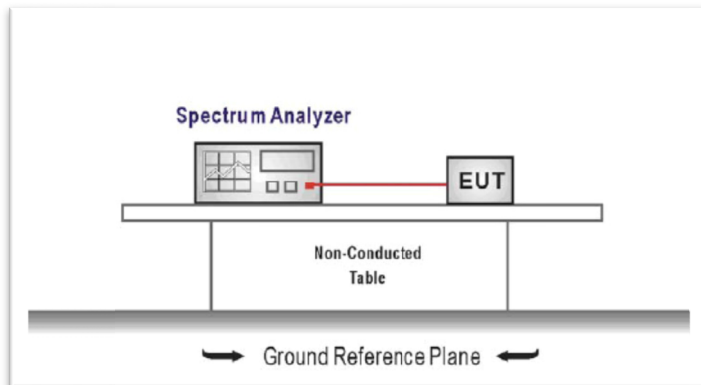 Spectrum Analyzer
EUT
Non-Conducted
Table
Ground Reference Plane